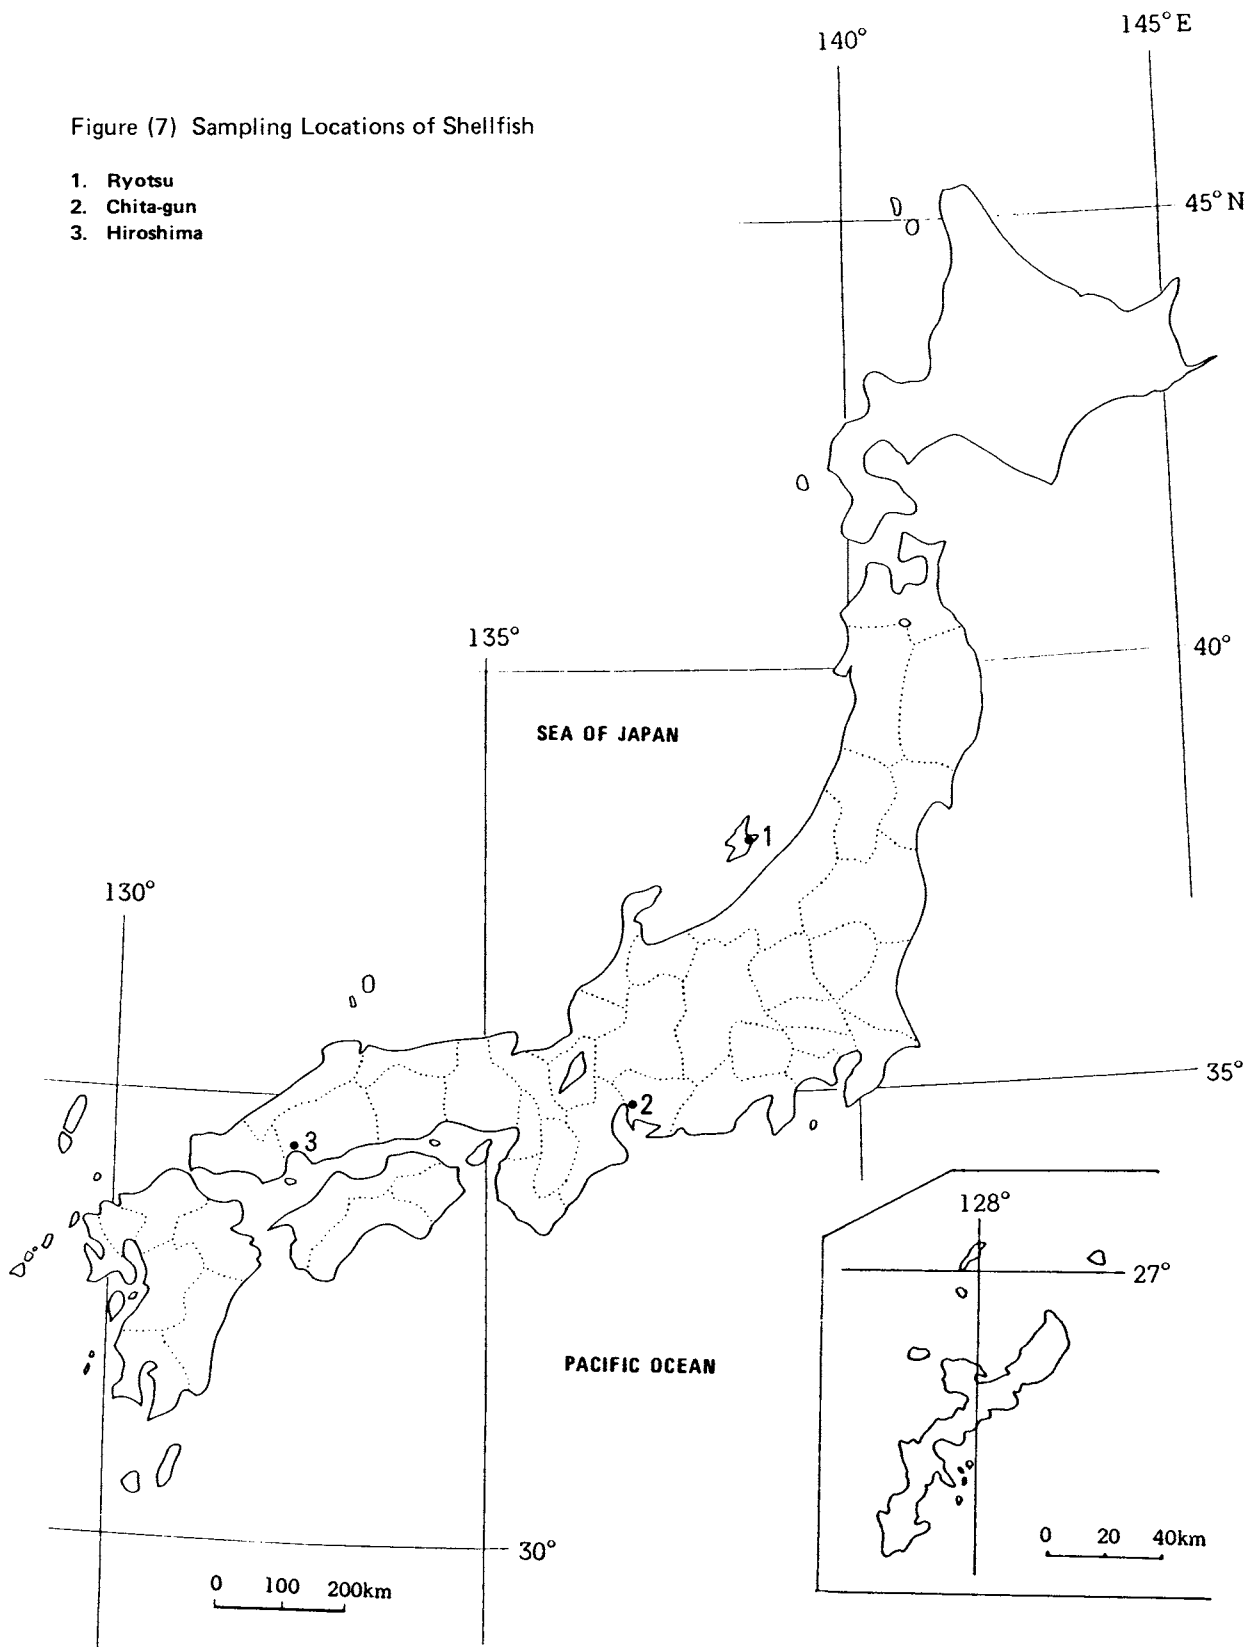 145° E
140°
Figure (7) Sampling Locations of Shellfish
1. Ryotsu
2. Chita-gun
3. Hiroshima
45° N
135°
40°
SEA OF JAPAN
1
130°
35°
2
3
128°
27°
PACIFIC OCEAN
30°
0 20 40km
0 100 200km